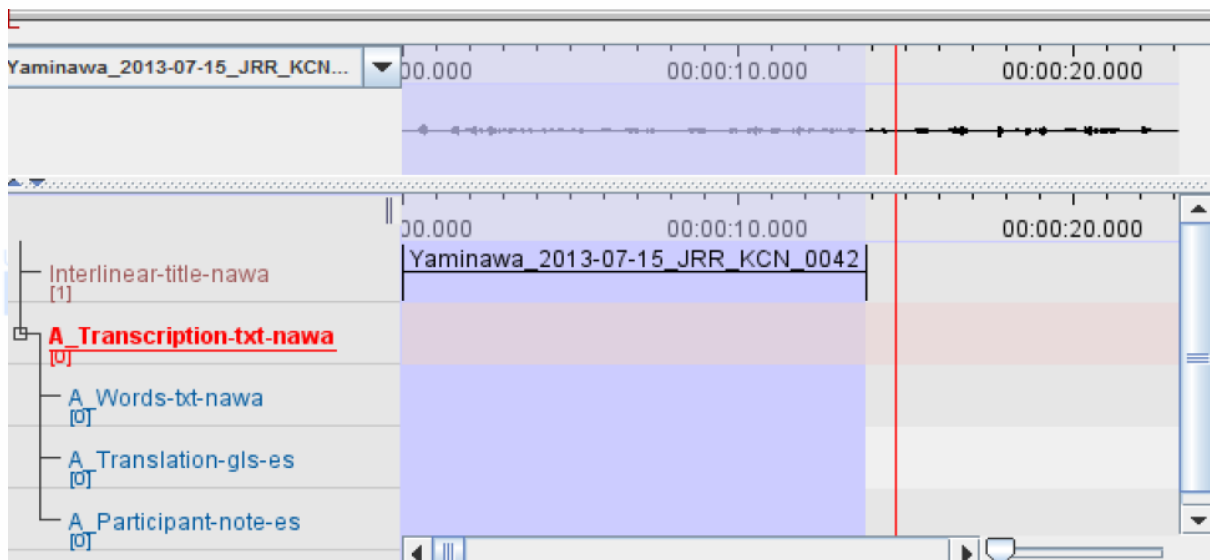 Yaminawa_2013-07-15_JRR_KCN...
00.000 00:00:10.000 00:00:20.000
00.000 00:00:10.000 00:00:20.000
Yaminawa_2013-07-15_JRR_KCN_0042
Interlinear-title-nawa
[1]
A_Transcription-txt-nawa
[0]
A_Words-txt-nawa
[0]
A_Translation-gls-es
[0]
A_Participant-note-es
[0]